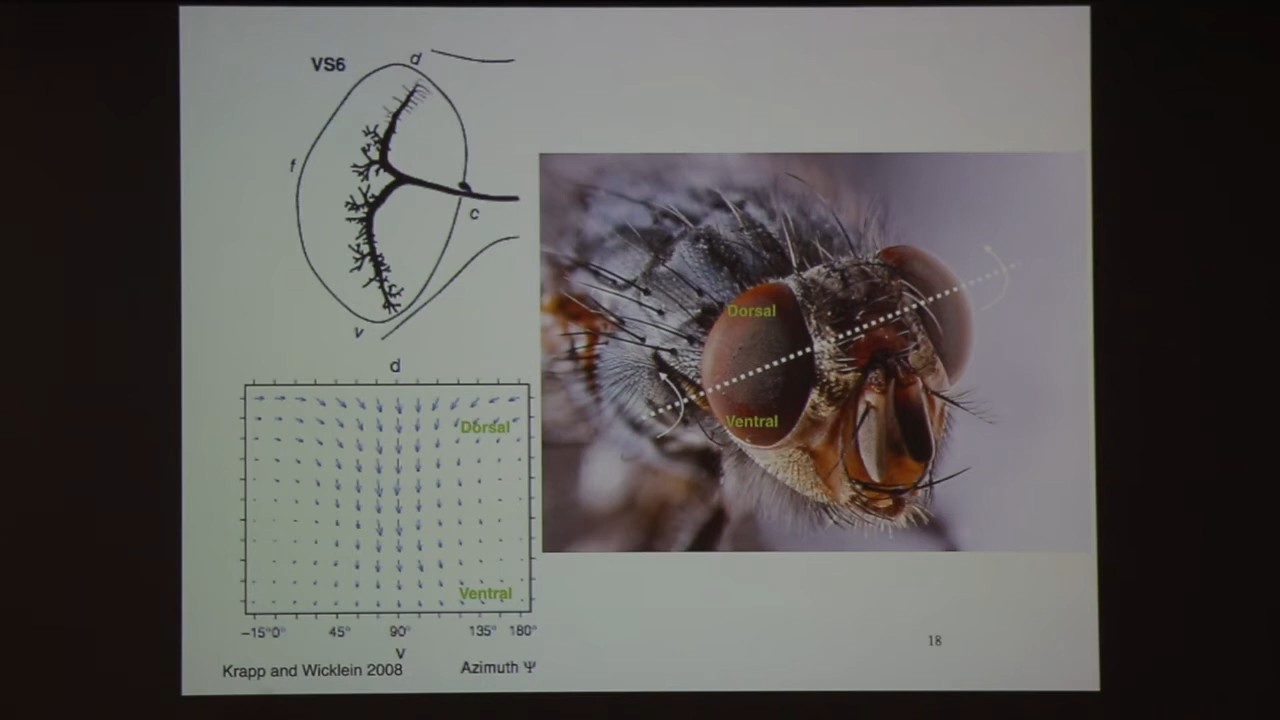 VS6
d
f
c
v
d
Dorsal
Ventral
−15°0° 45° 90° 135° 180°
v
Krapp and Wicklein 2008
Azimuth Ψ
Dorsal
Ventral
18